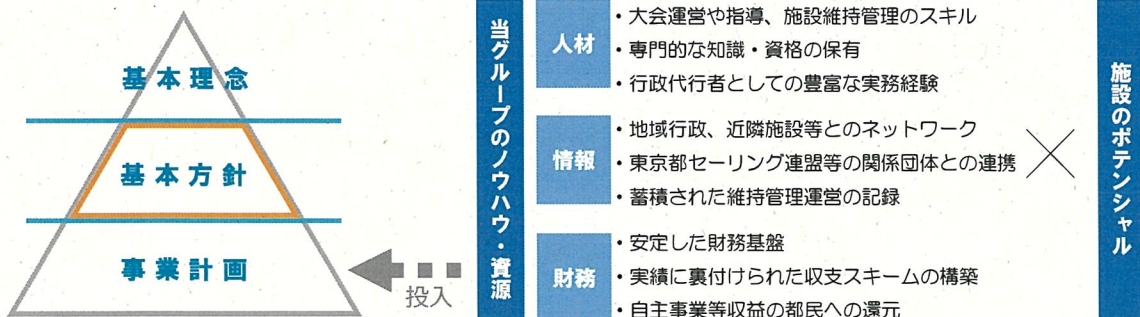 基本理念
基本方針
事業計画
投入
当グループのノウハウ・資源
人材
・大会運営や指導、施設維持管理のスキル
・専門的な知識・資格の保有
・行政代行者としての豊富な実務経験
情報
・地域行政、近隣施設等とのネットワーク
・東京都セーリング連盟等の関係団体との連携
・蓄積された維持管理運営の記録
財務
・安定した財務基盤
・実績に裏付けられた収支スキームの構築
・自主事業等収益の都民への還元
施設のポテンシャル